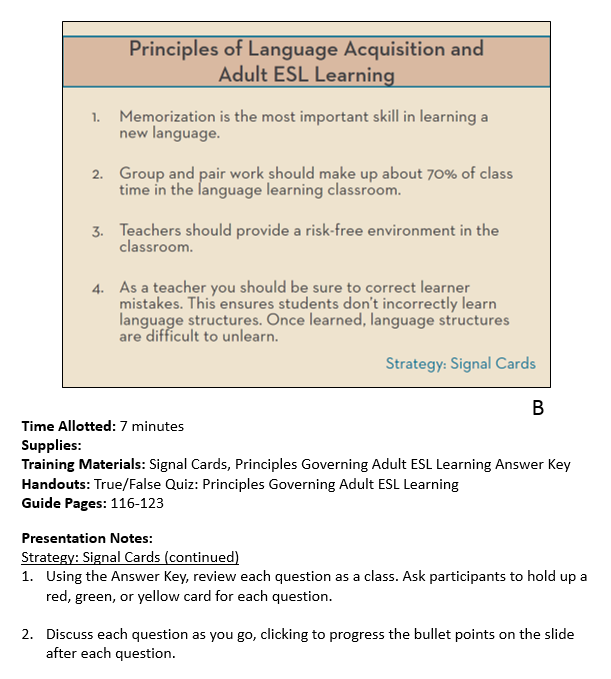 Principles of Language Acquisition and
Adult ESL Learning
1. Memorization is the most important skill in learning a
new language.
2. Group and pair work should make up about 70% of class
time in the language learning classroom.
3. Teachers should provide a risk-free environment in the
classroom.
4. As a teacher you should be sure to correct learner
mistakes. This ensures students don't incorrectly learn
language structures. Once learned, language structures
are difficult to unlearn.
Strategy: Signal Cards
B
Time Allotted: 7 minutes
Supplies:
Training Materials: Signal Cards, Principles Governing Adult ESL Learning Answer Key
Handouts: True/False Quiz: Principles Governing Adult ESL Learning
Guide Pages: 116-123
Presentation Notes:
Strategy: Signal Cards (continued)
1. Using the Answer Key, review each question as a class. Ask participants to hold up a
red, green, or yellow card for each question.
2. Discuss each question as you go, clicking to progress the bullet points on the slide
after each question.